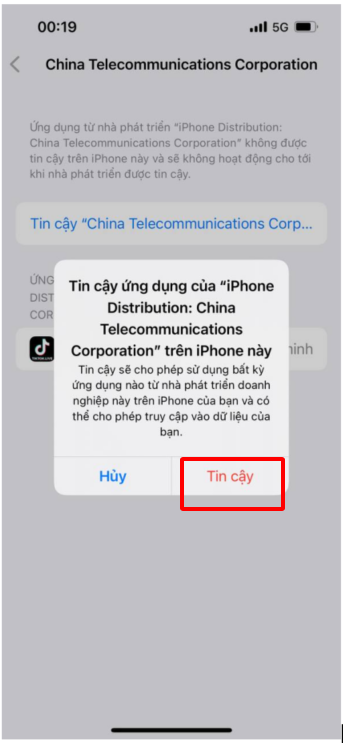 00:19
5G
China Telecommunications Corporation
Ứng dụng từ nhà phát triển “iPhone Distribution:
China Telecommunications Corporation” không được
tin cậy trên iPhone này và sẽ không hoạt động cho tới
khi nhà phát triển được tin cậy.
Tin cậy “China Telecommunications Corp...
ỨNG
DIST
COR
Tin cậy ứng dụng của “iPhone
Distribution: China
Telecommunications
Corporation” trên iPhone này
Tin cậy sẽ cho phép sử dụng bất kỳ
ứng dụng nào từ nhà phát triển doanh
nghiệp này trên iPhone của bạn và có
thể cho phép truy cập vào dữ liệu của
bạn.
Hủy
Tin cậy